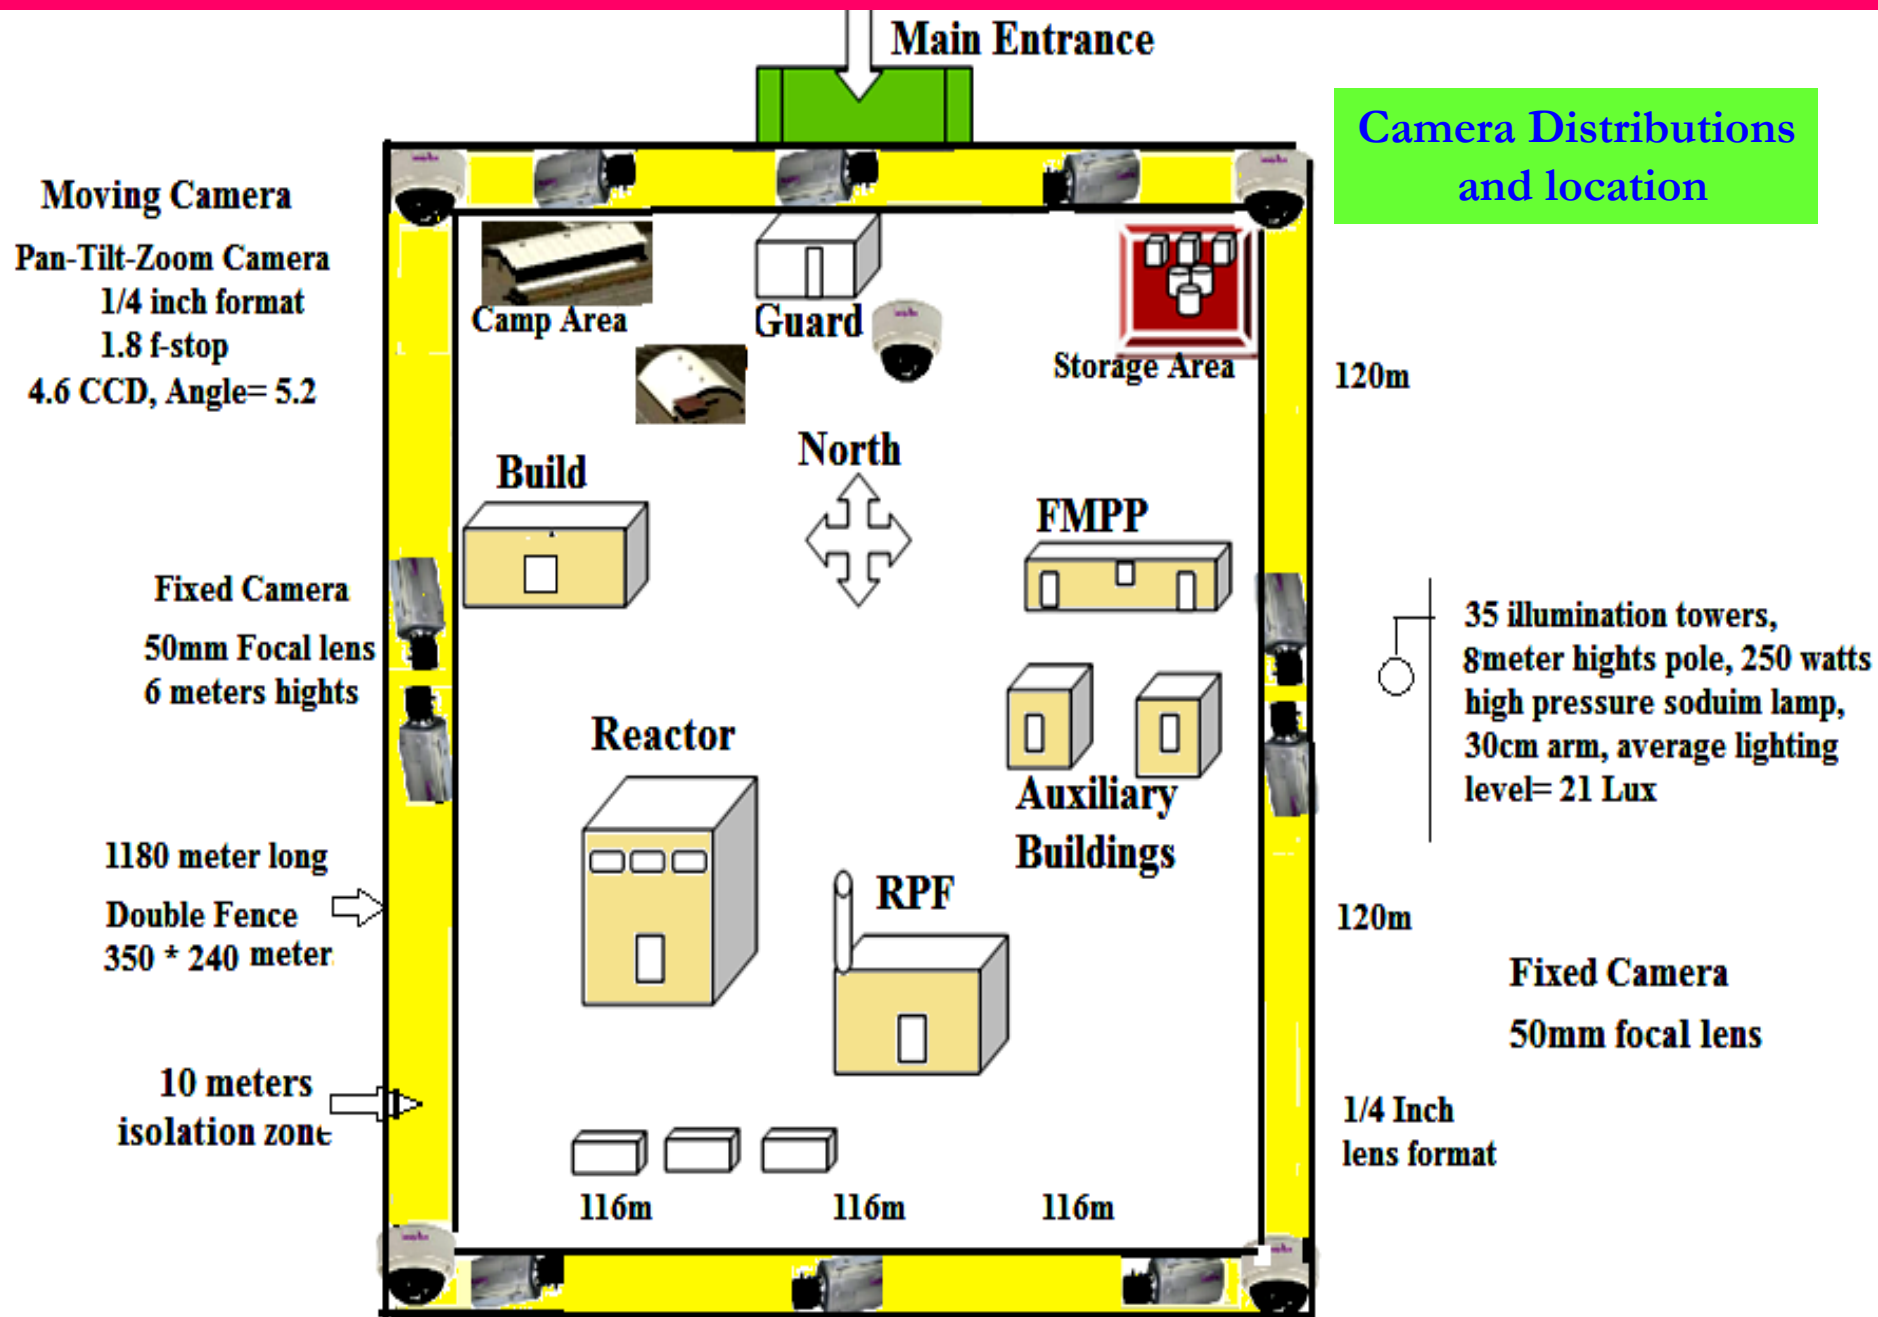 Main Entrance
Camera Distributions
and location
Moving Camera
Pan-Tilt-Zoom Camera
1/4 inch format
1.8 f-stop
4.6 CCD, Angle= 5.2
Camp Area
Guard
Storage Area
120m
North
Build
FMPP
Fixed Camera
50mm Focal lens
6 meters hights
35 illumination towers,
8meter hights pole, 250 watts
high pressure soduim lamp,
30cm arm, average lighting
level= 21 Lux
Reactor
Auxiliary
Buildings
1180 meter long
Double Fence
350 * 240 meter
RPF
120m
Fixed Camera
50mm focal lens
10 meters
isolation zone
1/4 Inch
lens format
116m
116m
116m